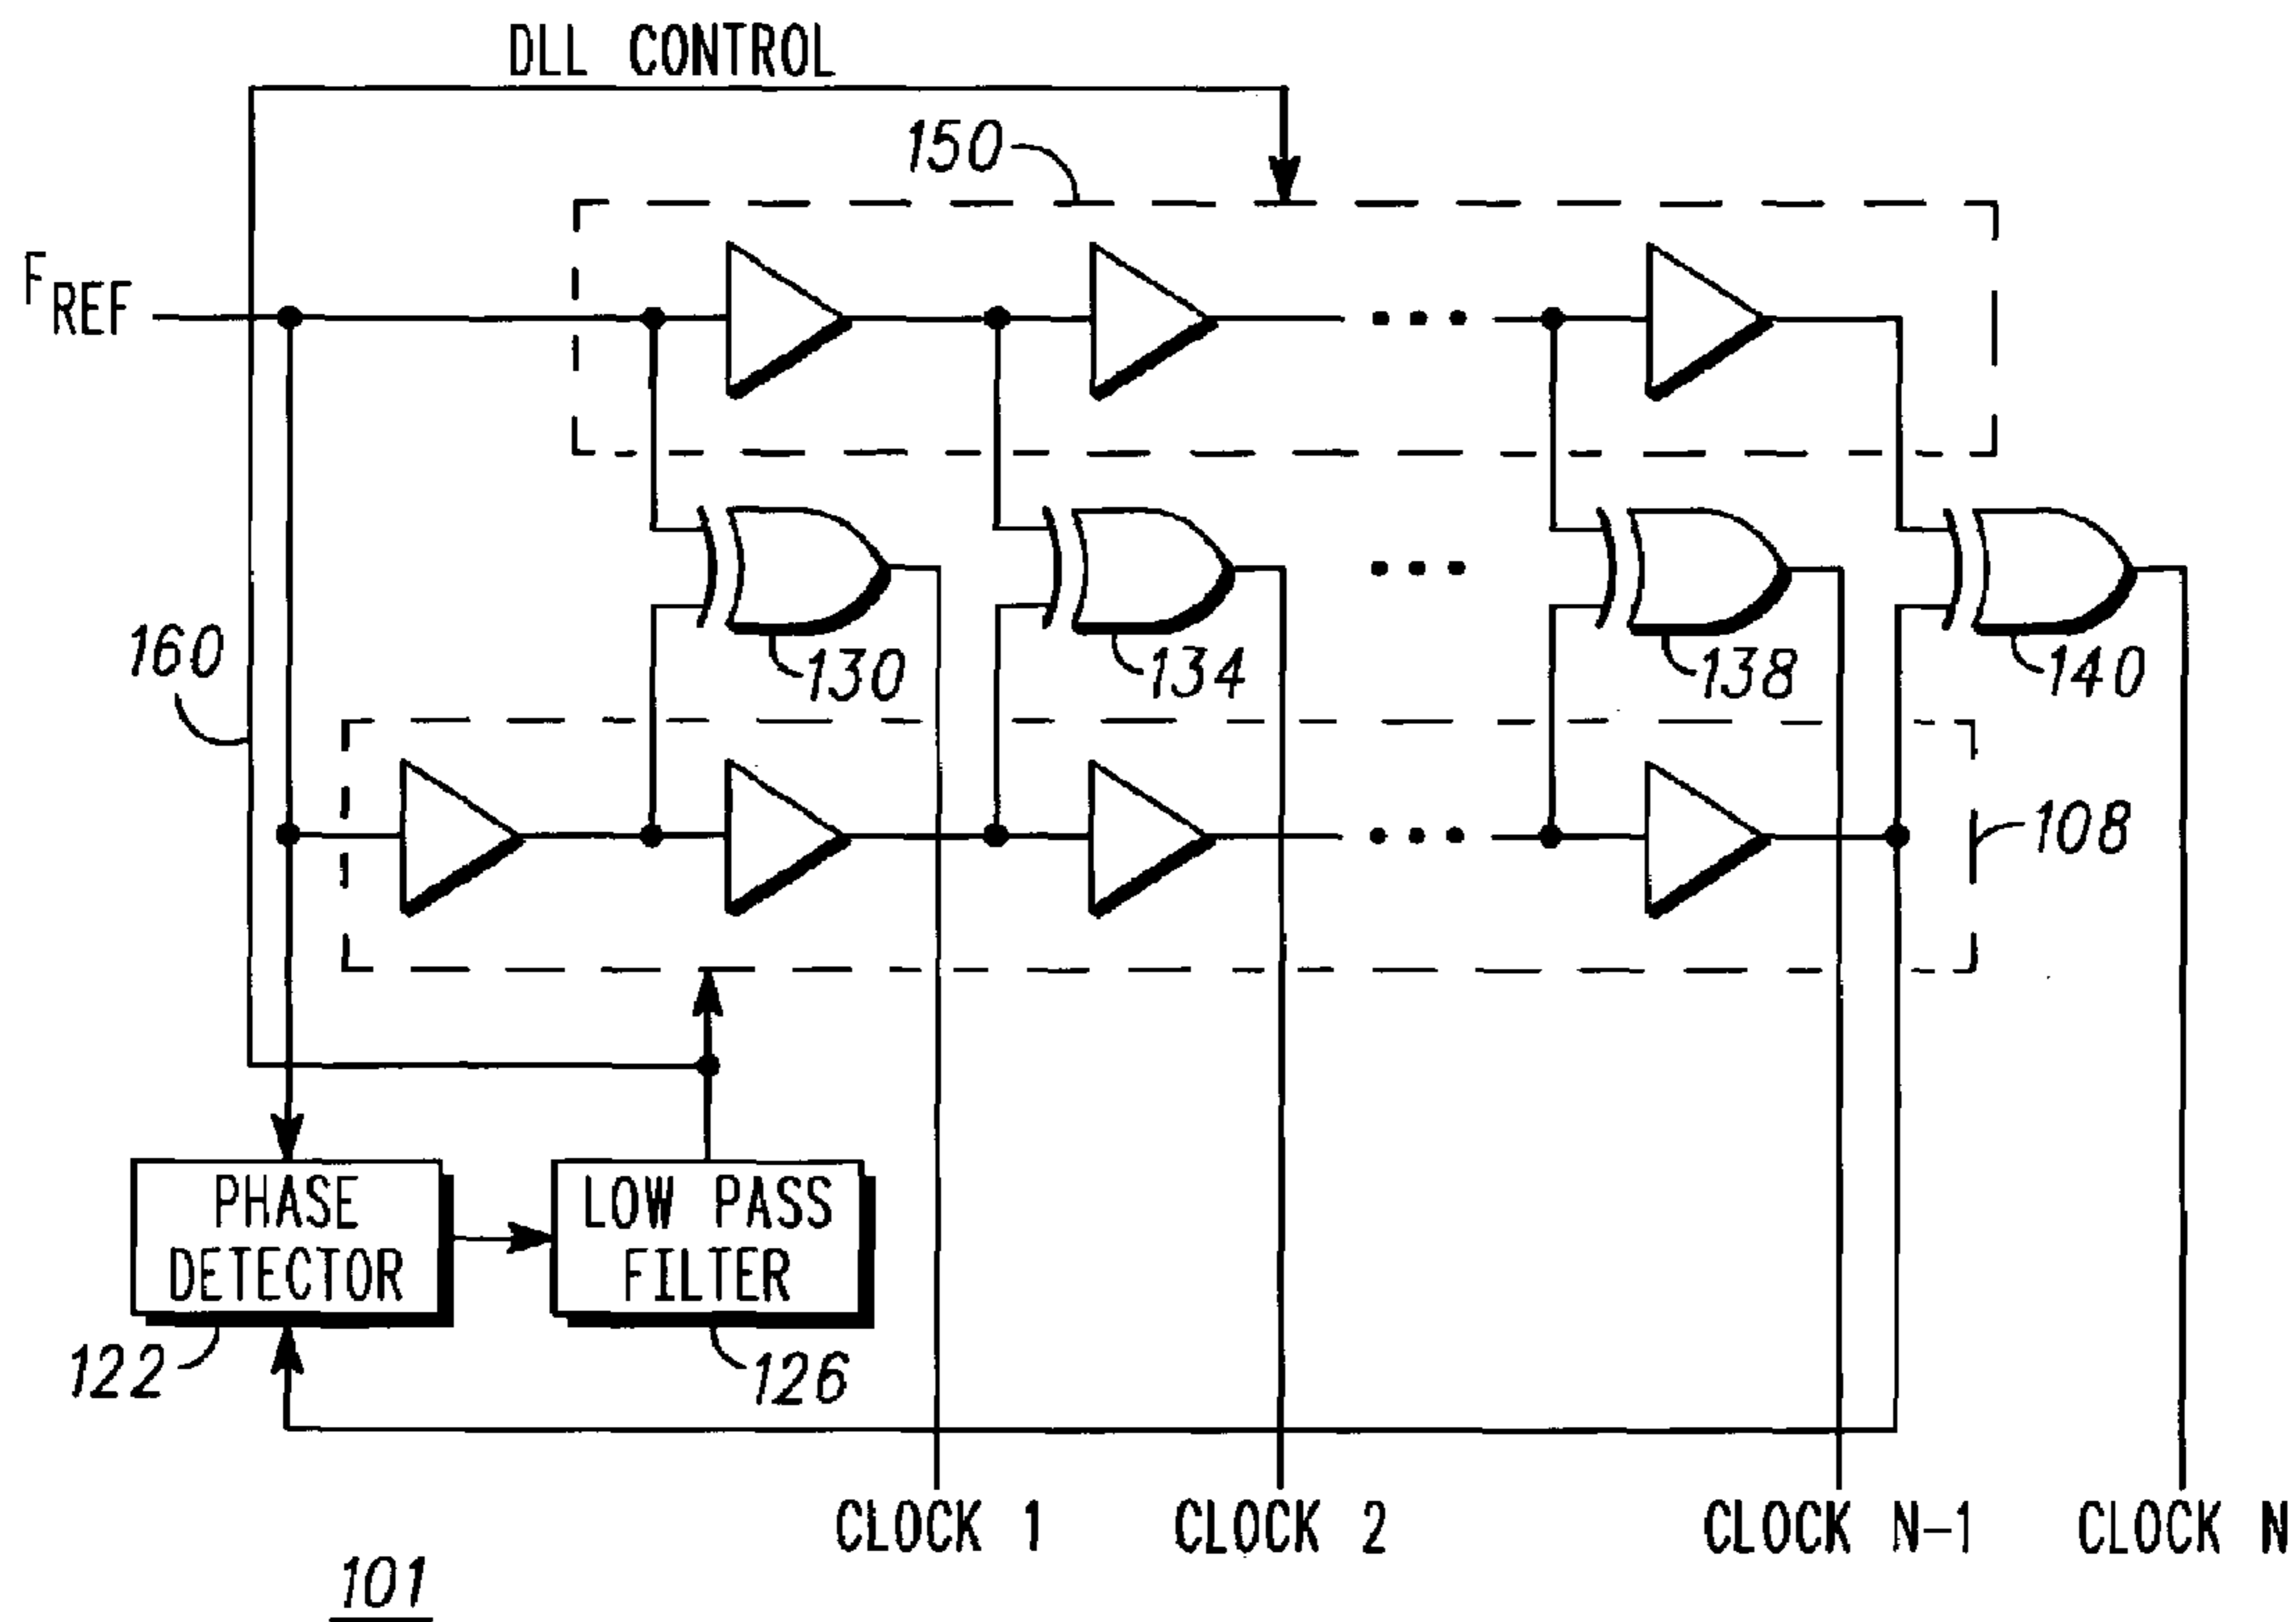 DLL CONTROL
150
F REF
160
130
134
138
140
108
PHASE
DETECTOR
LOW PASS
FILTER
122
126
CLOCK 1
CLOCK 2
CLOCK N-1
CLOCK N
101